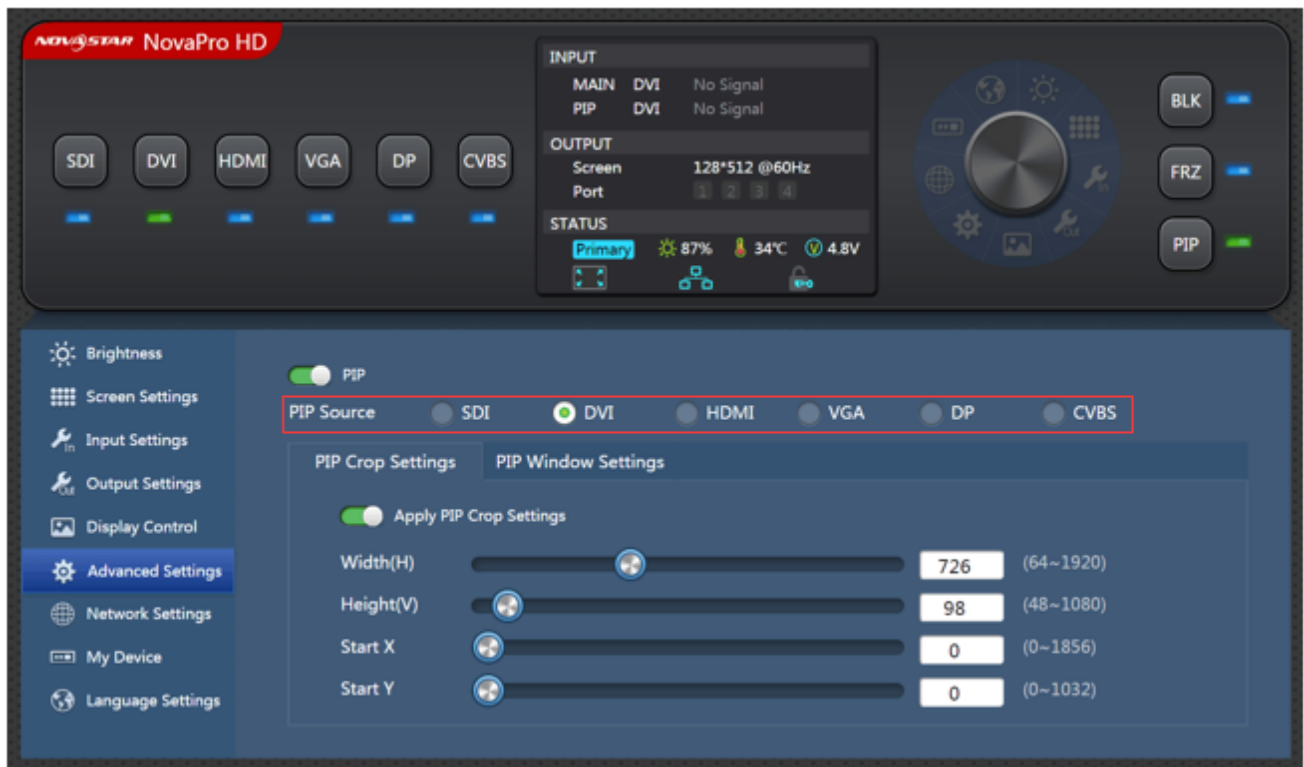 NOVASTAR NovaPro HD
SDI DVI HDMI VGA DP CVBS
INPUT
MAIN DVI No Signal
PIP DVI No Signal
OUTPUT
Screen 128*512 @60Hz
Port 1 2 3 4
STATUS
Primary 87% 34℃ V 4.8V
In
Out
BLK
FRZ
PIP
Brightness
Screen Settings
In Input Settings
Out Output Settings
Display Control
Advanced Settings
Network Settings
My Device
Language Settings
PIP
PIP Source SDI DVI HDMI VGA DP CVBS
PIP Crop Settings PIP Window Settings
Apply PIP Crop Settings
Width(H) 726 (64~1920)
Height(V) 98 (48~1080)
Start X 0 (0~1856)
Start Y 0 (0~1032)